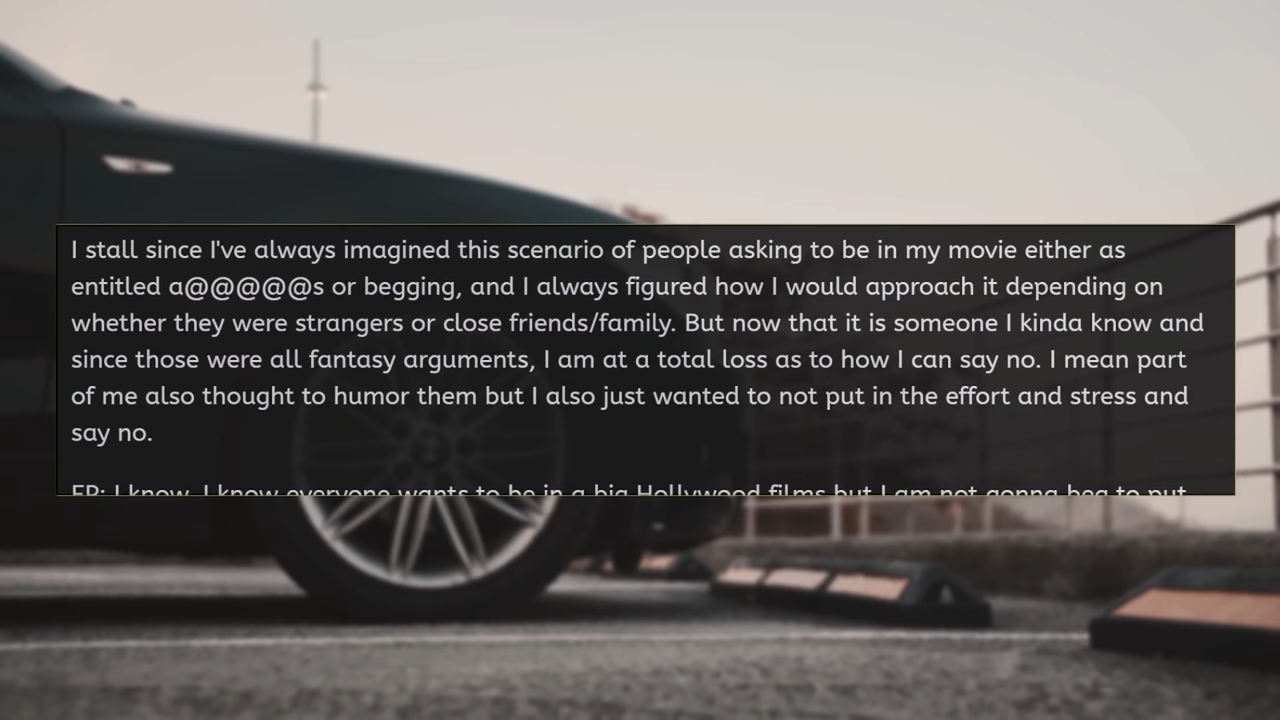 I stall since I've always imagined this scenario of people asking to be in my movie either as
entitled a@@@@@s or begging, and I always figured how I would approach it depending on
whether they were strangers or close friends/family. But now that it is someone I kinda know and
since those were all fantasy arguments, I am at a total loss as to how I can say no. I mean part
of me also thought to humor them but I also just wanted to not put in the effort and stress and
say no.
EP: I know, I know everyone wants to be in a big Hollywood films but I am not gonna beg to put